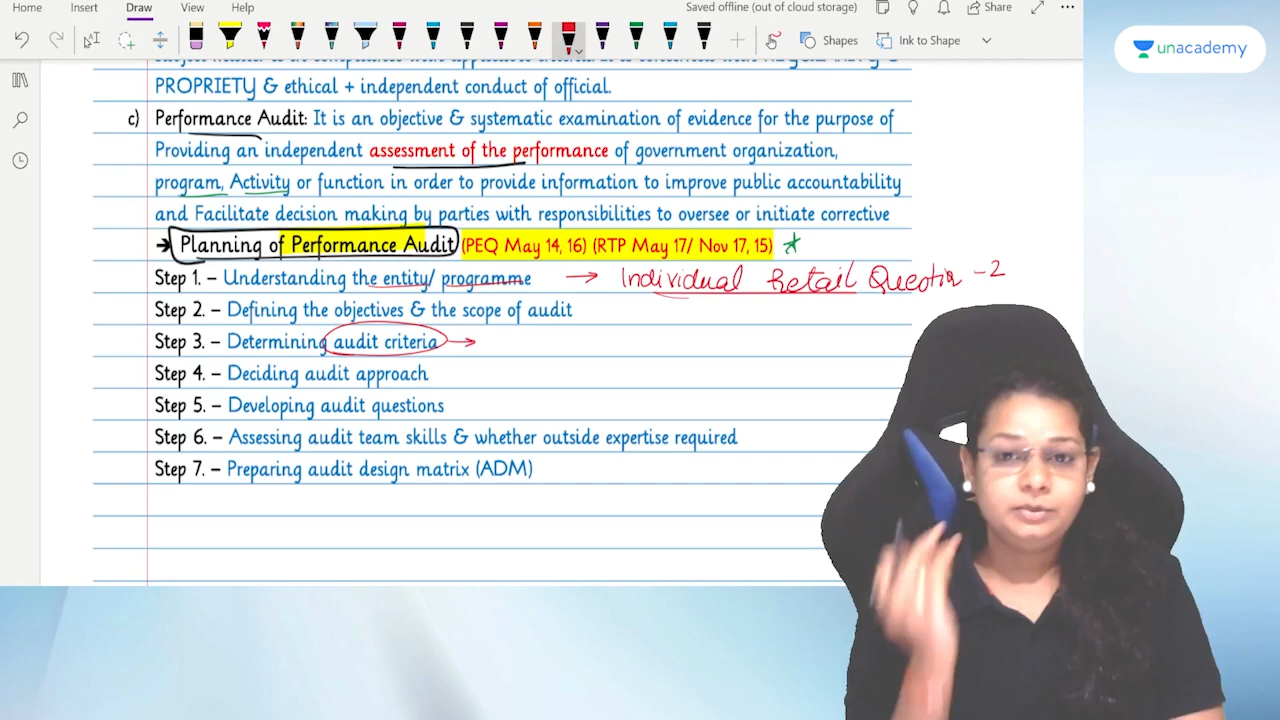 Home Insert Draw View Help Saved offline (out of cloud storage) Share
Shapes Ink to Shape
unacademy
PROPRIETY & ethical + independent conduct of official.
c) Performance Audit: It is an objective & systematic examination of evidence for the purpose of
Providing an independent assessment of the performance of government organization,
program, Activity or function in order to provide information to improve public accountability
and Facilitate decision making by parties with responsibilities to oversee or initiate corrective
→ Planning of Performance Audit (PEQ May 14, 16) (RTP May 17/ Nov 17, 15)
Step 1. – Understanding the entity/ programme → Individual Retail Question - 2
Step 2. – Defining the objectives & the scope of audit
Step 3. – Determining audit criteria →
Step 4. – Deciding audit approach
Step 5. – Developing audit questions
Step 6. – Assessing audit team skills & whether outside expertise required
Step 7. – Preparing audit design matrix (ADM)